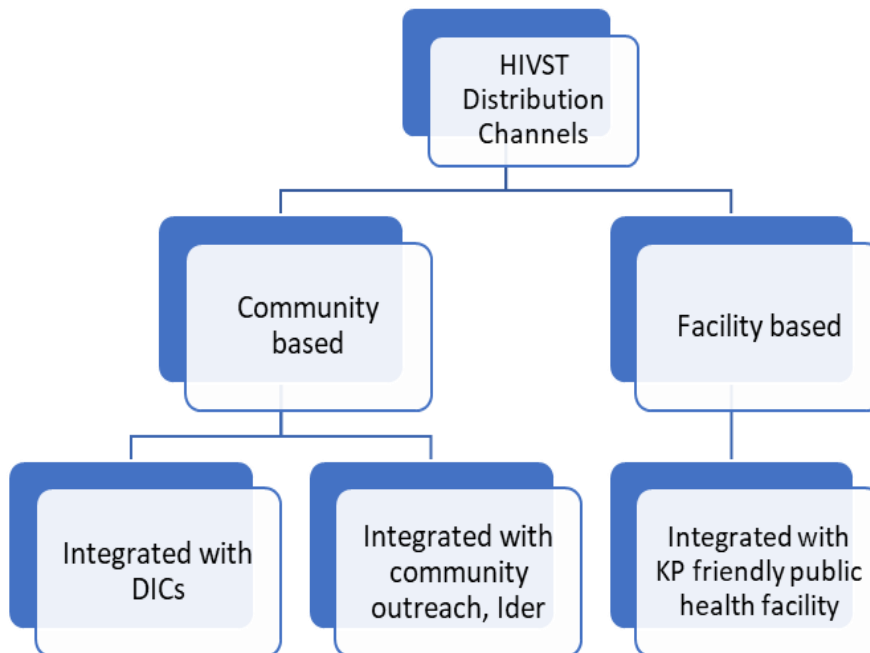 HIVST
Distribution
Channels
Community
based
Facility based
Integrated with
DICs
Integrated with
community
outreach, Ider
Integrated with
KP friendly public
health facility